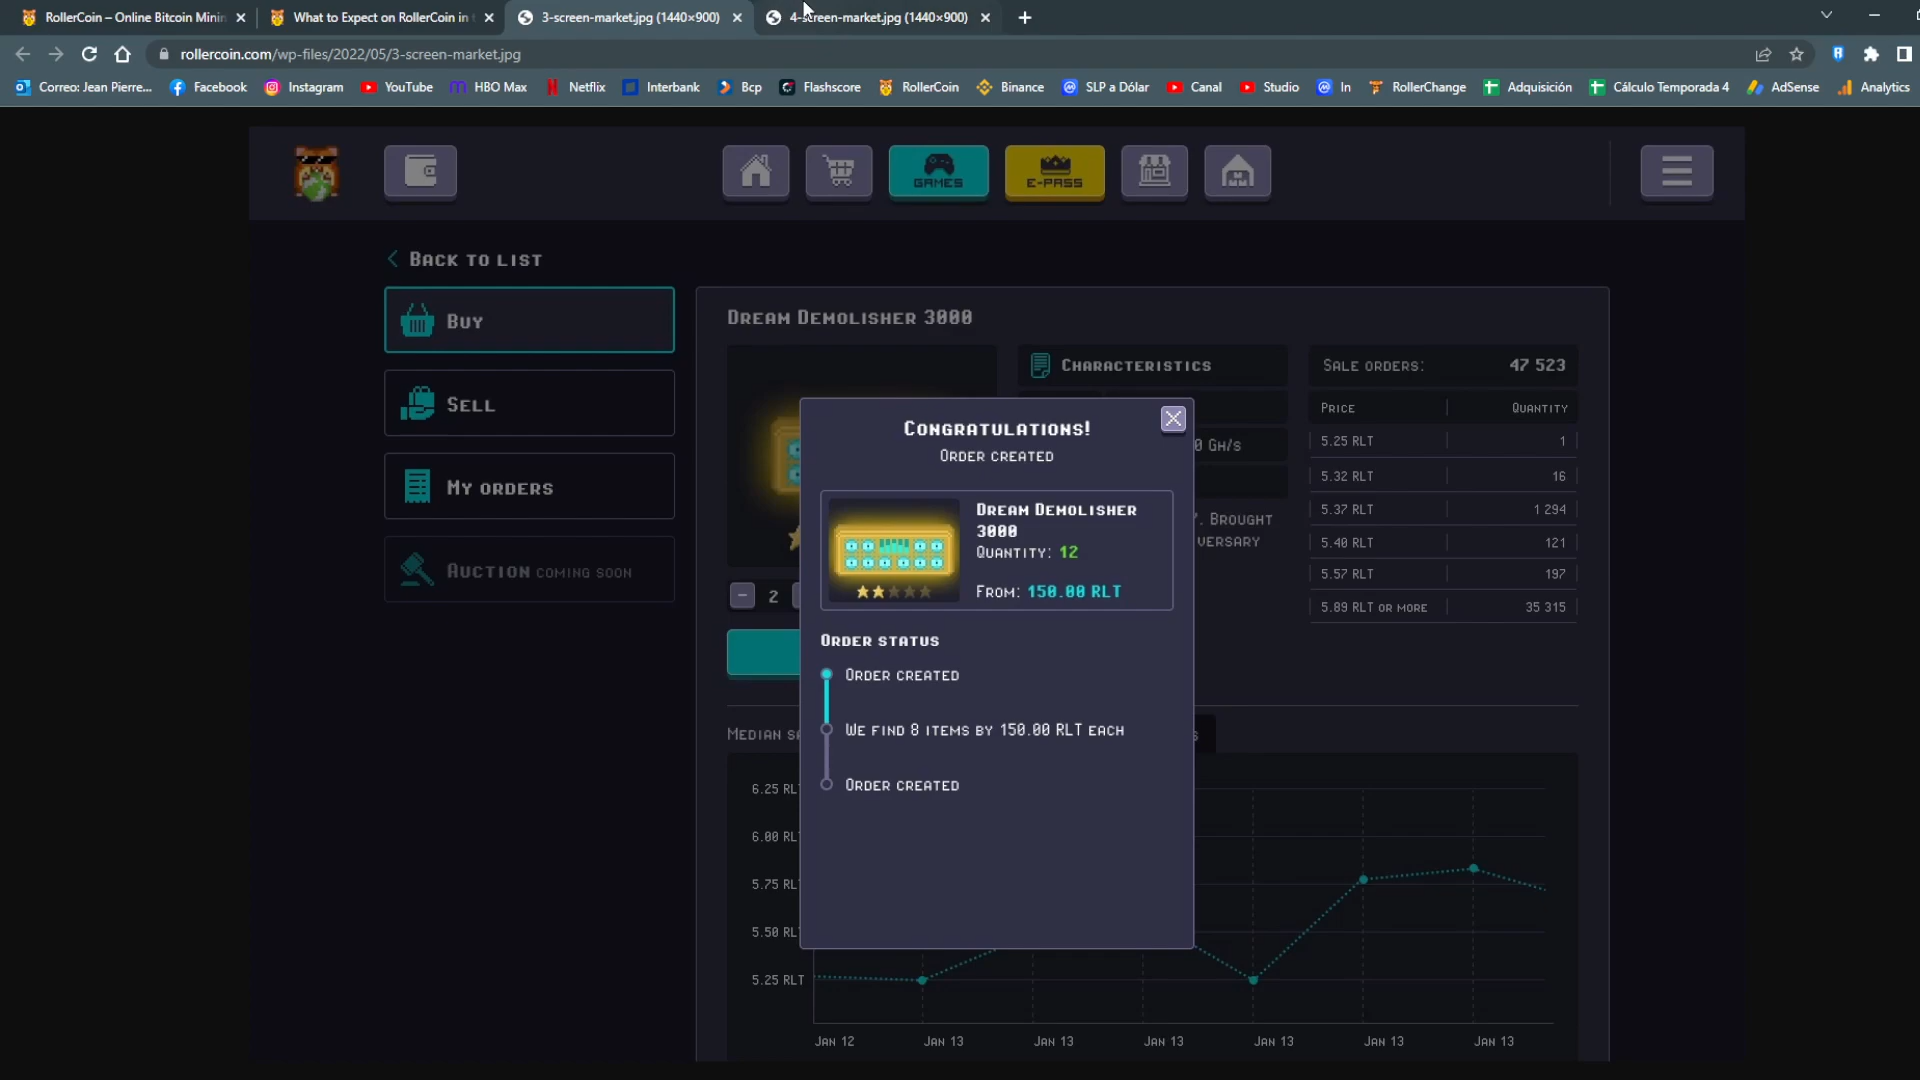 RollerCoin – Online Bitcoin Minin
What to Expect on RollerCoin in t
3-screen-market.jpg (1440×900)
4-screen-market.jpg (1440×900)
rollercoin.com/wp-files/2022/05/3-screen-market.jpg
Correo: Jean Pierre... Facebook Instagram YouTube HBO Max Netflix Interbank Bcp Flashscore RollerCoin Binance SLP a Dólar Canal Studio In RollerChange Adquisición Cálculo Temporada 4 AdSense Analytics
GAMES
E-PASS
BACK TO LIST
BUY
SELL
MY ORDERS
AUCTION COMING SOON
DREAM DEMOLISHER 3000
CHARACTERISTICS
0 GH/S
. BROUGHT
VERSARY
SALE ORDERS: 47 523
PRICE QUANTITY
5.25 RLT 1
5.32 RLT 16
5.37 RLT 1 294
5.40 RLT 121
5.57 RLT 197
5.89 RLT OR MORE 35 315
2
CONGRATULATIONS!
ORDER CREATED
DREAM DEMOLISHER
3000
QUANTITY: 12
FROM: 150.00 RLT
ORDER STATUS
ORDER CREATED
WE FIND 8 ITEMS BY 150.00 RLT EACH
ORDER CREATED
MEDIAN SA
S
6.25 RL
6.00 RL
5.75 RL
5.50 RL
5.25 RLT
JAN 12 JAN 13 JAN 13 JAN 13 JAN 13 JAN 13 JAN 13